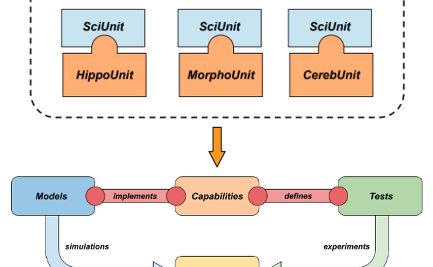 SciUnit SciUnit SciUnit
HippoUnit MorphoUnit CerebUnit
Models implements Capabilities defines Tests
simulations experiments